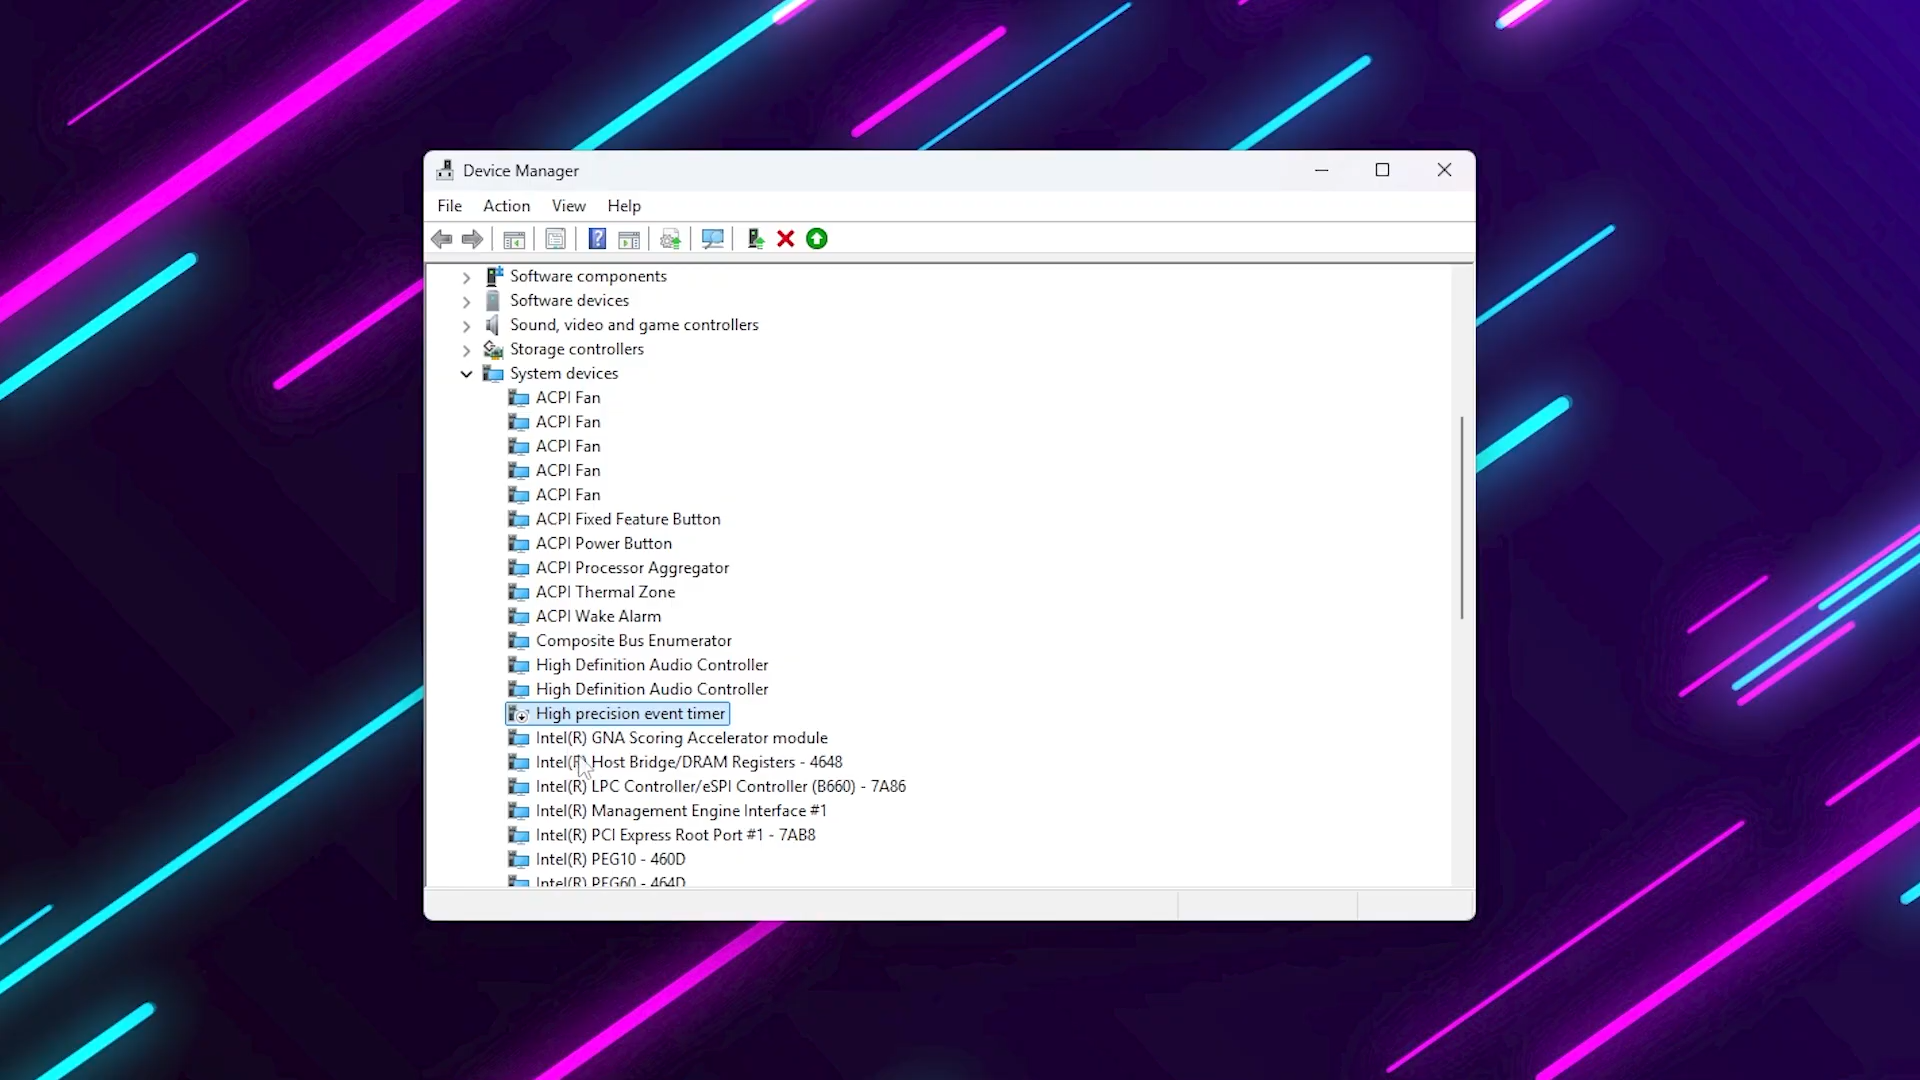 Device Manager
File Action View Help
Software components
Software devices
Sound, video and game controllers
Storage controllers
System devices
ACPI Fan
ACPI Fan
ACPI Fan
ACPI Fan
ACPI Fan
ACPI Fixed Feature Button
ACPI Power Button
ACPI Processor Aggregator
ACPI Thermal Zone
ACPI Wake Alarm
Composite Bus Enumerator
High Definition Audio Controller
High Definition Audio Controller
High precision event timer
Intel(R) GNA Scoring Accelerator module
Intel(R) Host Bridge/DRAM Registers - 4648
Intel(R) LPC Controller/eSPI Controller (B660) - 7A86
Intel(R) Management Engine Interface #1
Intel(R) PCI Express Root Port #1 - 7AB8
Intel(R) PEG10 - 460D
Intel(R) PEG60 - 464D